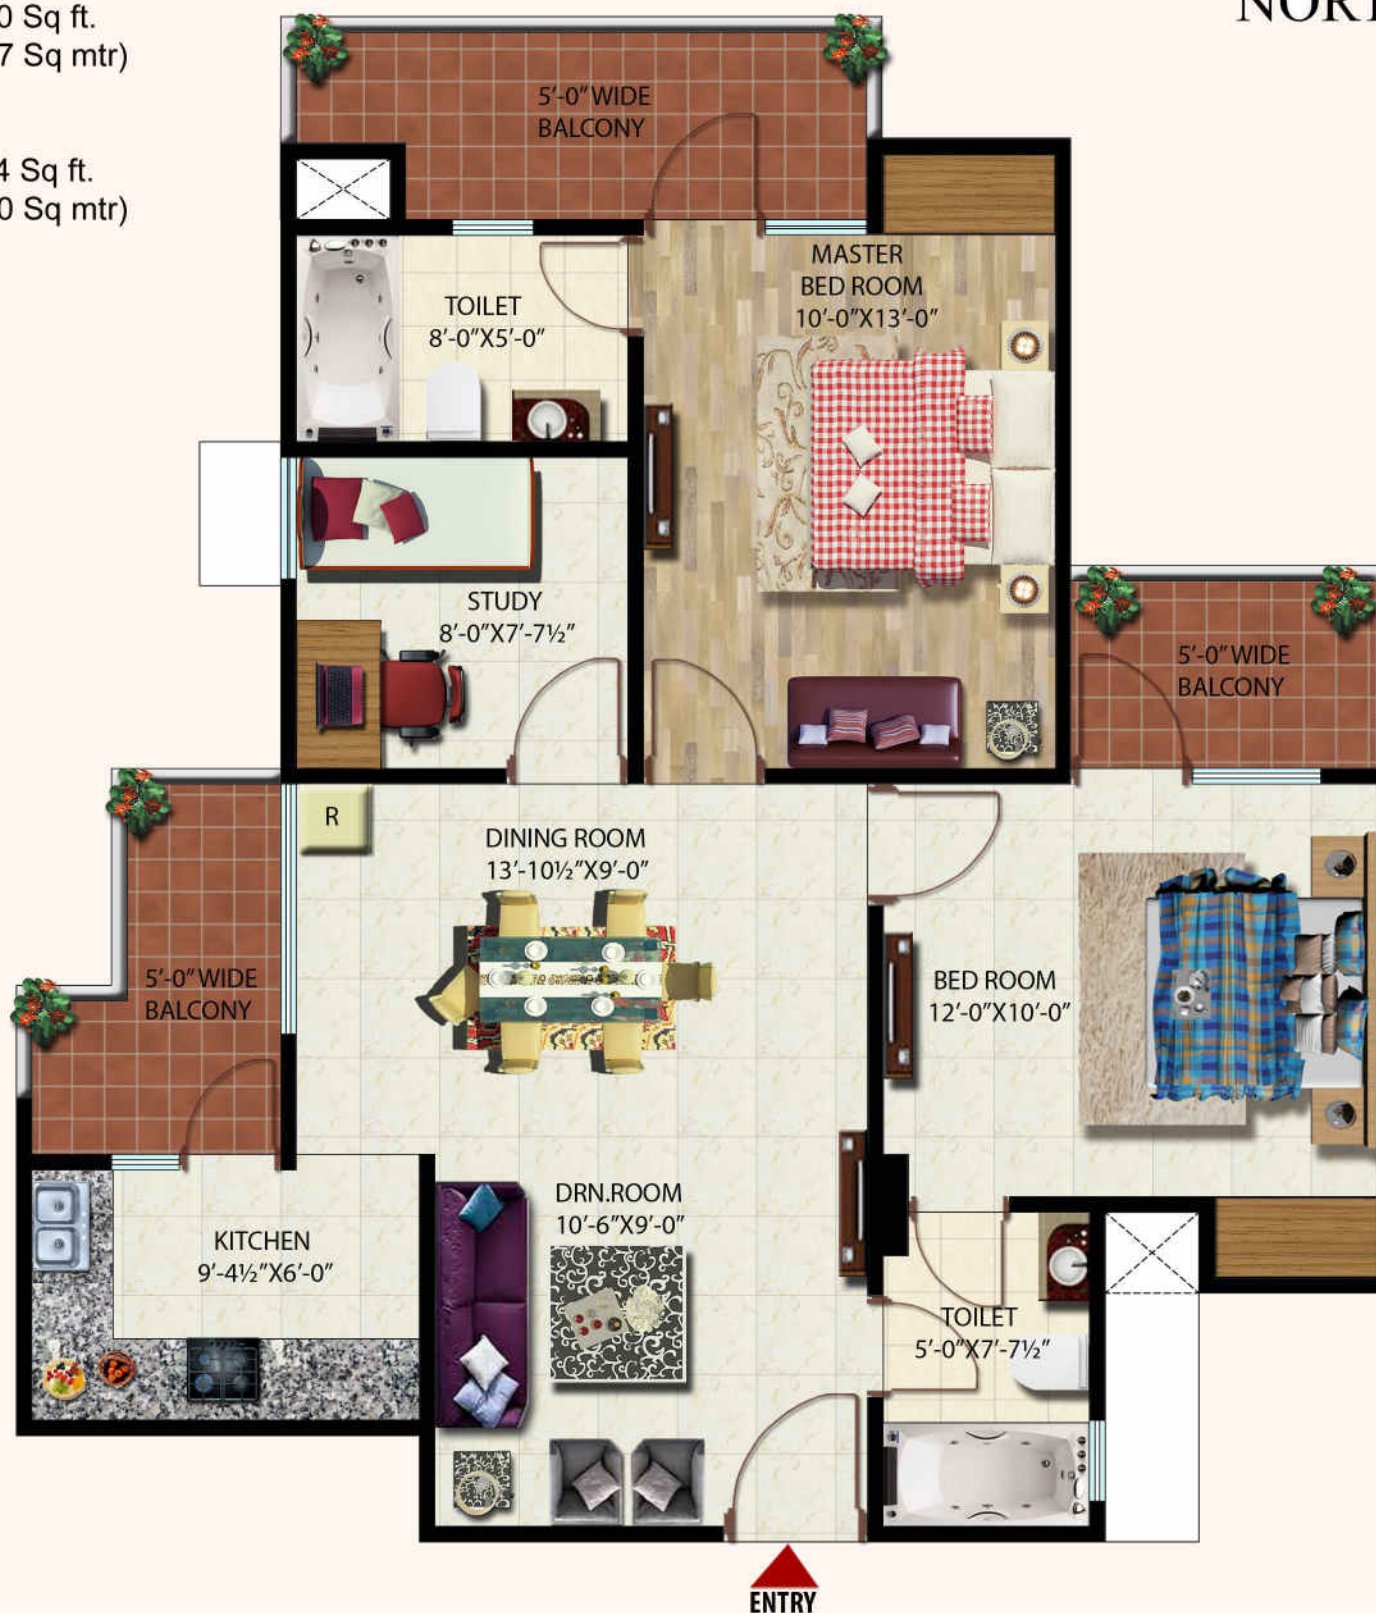 0 Sq ft.
7 Sq mtr)
4 Sq ft.
0 Sq mtr)
NORT
5'-0" WIDE
BALCONY
MASTER
BED ROOM
10'-0"X13'-0"
TOILET
8'-0"X5'-0"
STUDY
8'-0"X7'-7½"
5'-0" WIDE
BALCONY
R
DINING ROOM
13'-10½"X9'-0"
5'-0" WIDE
BALCONY
BED ROOM
12'-0"X10'-0"
DRN.ROOM
10'-6"X9'-0"
KITCHEN
9'-4½"X6'-0"
TOILET
5'-0"X7'-7½"
ENTRY